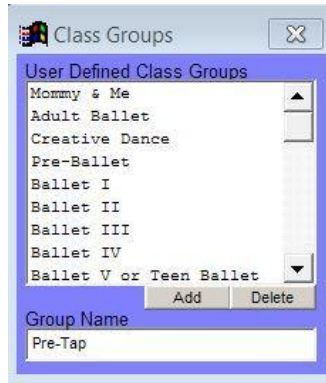 Class Groups
User Defined Class Groups
Mommy & Me
Adult Ballet
Creative Dance
Pre-Ballet
Ballet I
Ballet II
Ballet III
Ballet IV
Ballet V or Teen Ballet
Add Delete
Group Name
Pre-Tap